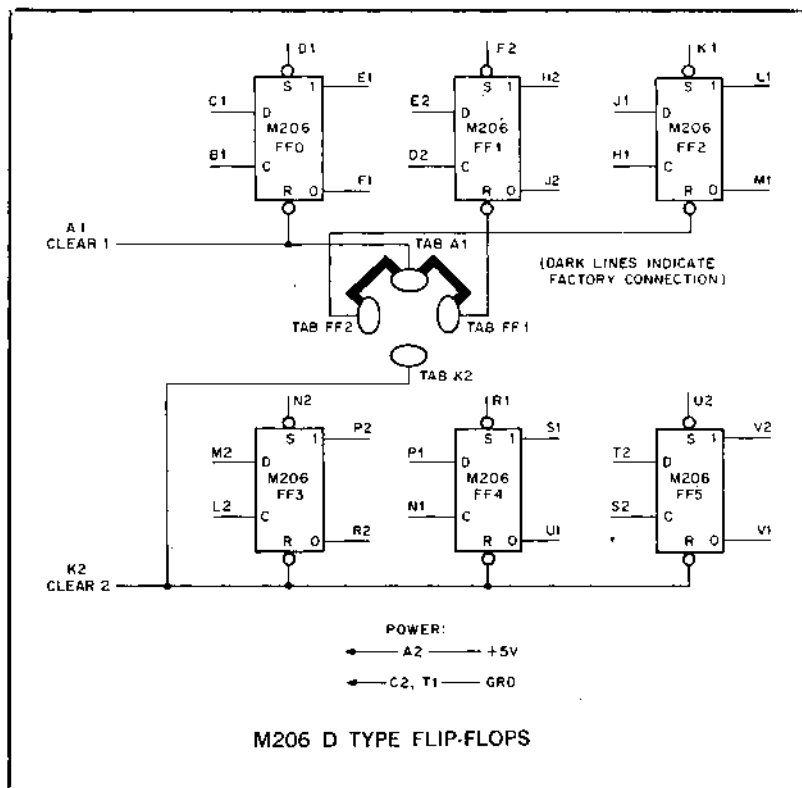 D1 F2 K1
E1 H2 L1
S 1 S 1 S 1
C1 D E2 D J1 D
M206 M206 M206
FF0 FF1 FF2
B1 C D2 C H1 C
R 0 F1 R 0 J2 R 0 M1
A1
CLEAR 1
TAB A1
(DARK LINES INDICATE
FACTORY CONNECTION)
TAB FF2 TAB FF1
TAB K2
N2 R1 U2
P2 S1 V2
S 1 S 1 S 1
M2 D P1 D T2 D
M206 M206 M206
FF3 FF4 FF5
L2 C N1 C S2 C
R 0 R2 R 0 U1 R 0 V1
K2
CLEAR 2
POWER:
A2 +5V
C2, T1 GRD
M206 D TYPE FLIP-FLOPS